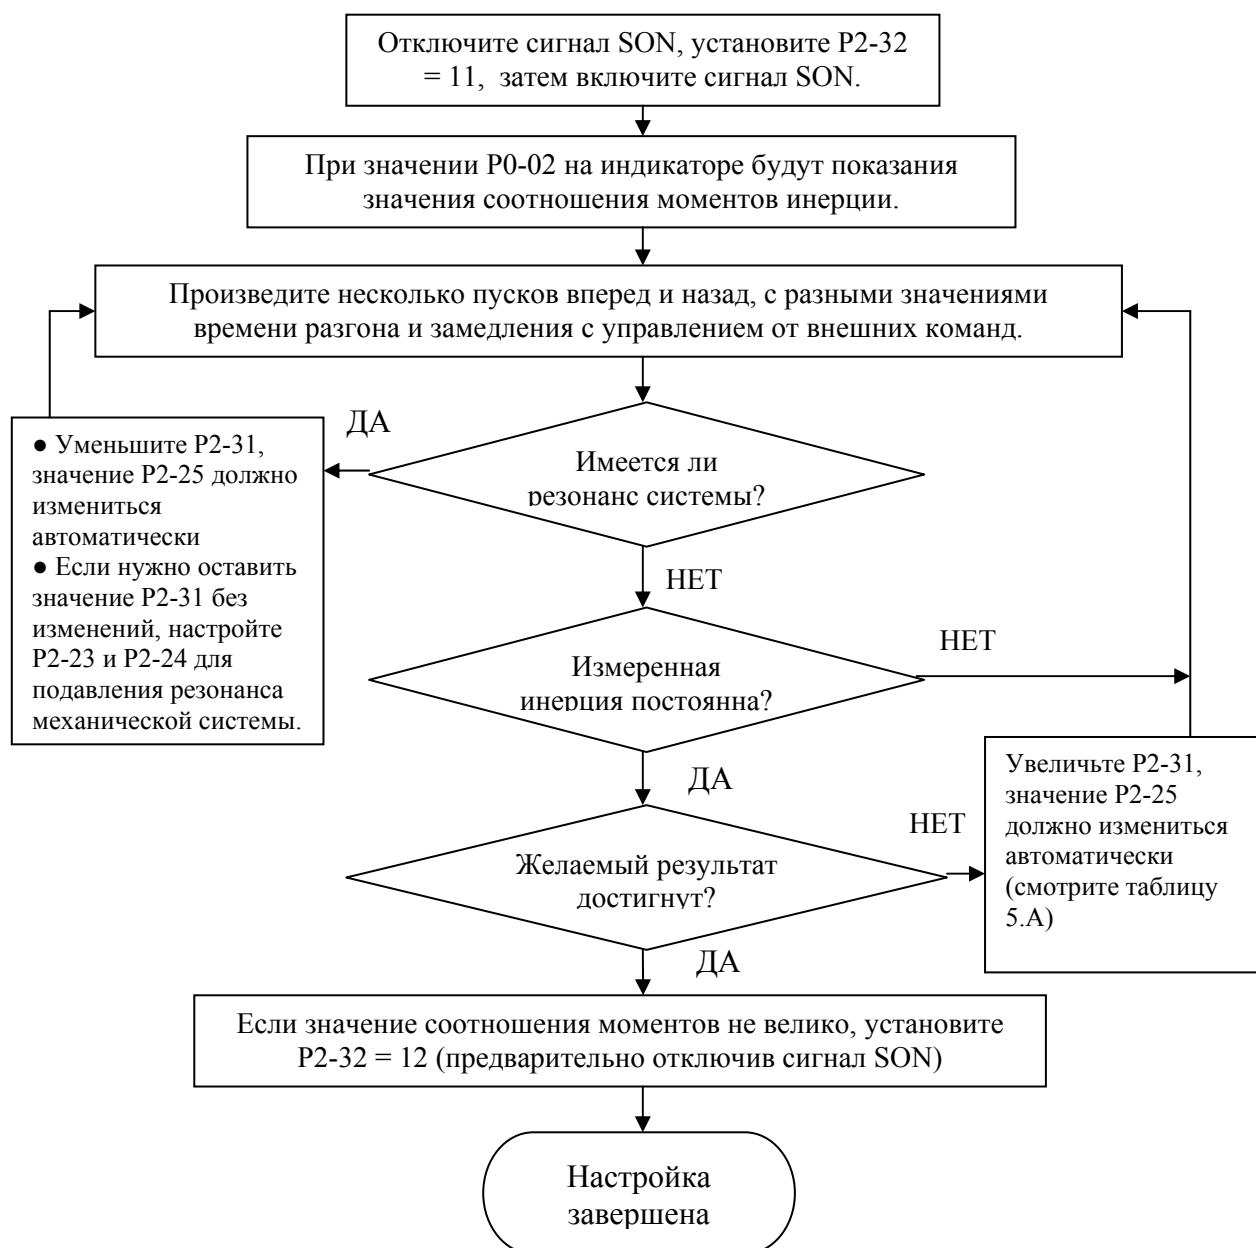 Отключите сигнал SON, установите P2-32
= 11, затем включите сигнал SON.
При значении P0-02 на индикаторе будут показания
значения соотношения моментов инерции.
Произведите несколько пусков вперед и назад, с разными значениями
времени разгона и замедления с управлением от внешних команд.
ДА
Имеется ли
резонанс системы?
● Уменьшите P2-31,
значение P2-25 должно
измениться
автоматически
● Если нужно оставить
значение P2-31 без
изменений, настройте
P2-23 и P2-24 для
подавления резонанса
механической системы.
НЕТ
Измеренная
инерция постоянна?
НЕТ
ДА
Увеличьте P2-31,
значение P2-25
должно измениться
автоматически
(смотрите таблицу
5.A)
НЕТ
Желаемый результат
достигнут?
ДА
Если значение соотношения моментов не велико, установите
P2-32 = 12 (предварительно отключив сигнал SON)
Настройка
завершена